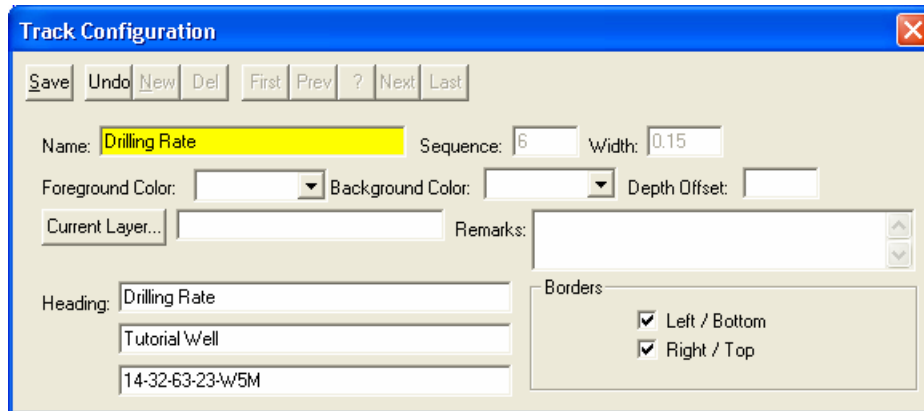 Track Configuration
Save Undo New Del First Prev ? Next Last
Name: Drilling Rate Sequence: 6 Width: 0.15
Foreground Color: Background Color: Depth Offset:
Current Layer... Remarks:
Heading: Drilling Rate
Tutorial Well
14-32-63-23-W5M
Borders
Left / Bottom
Right / Top